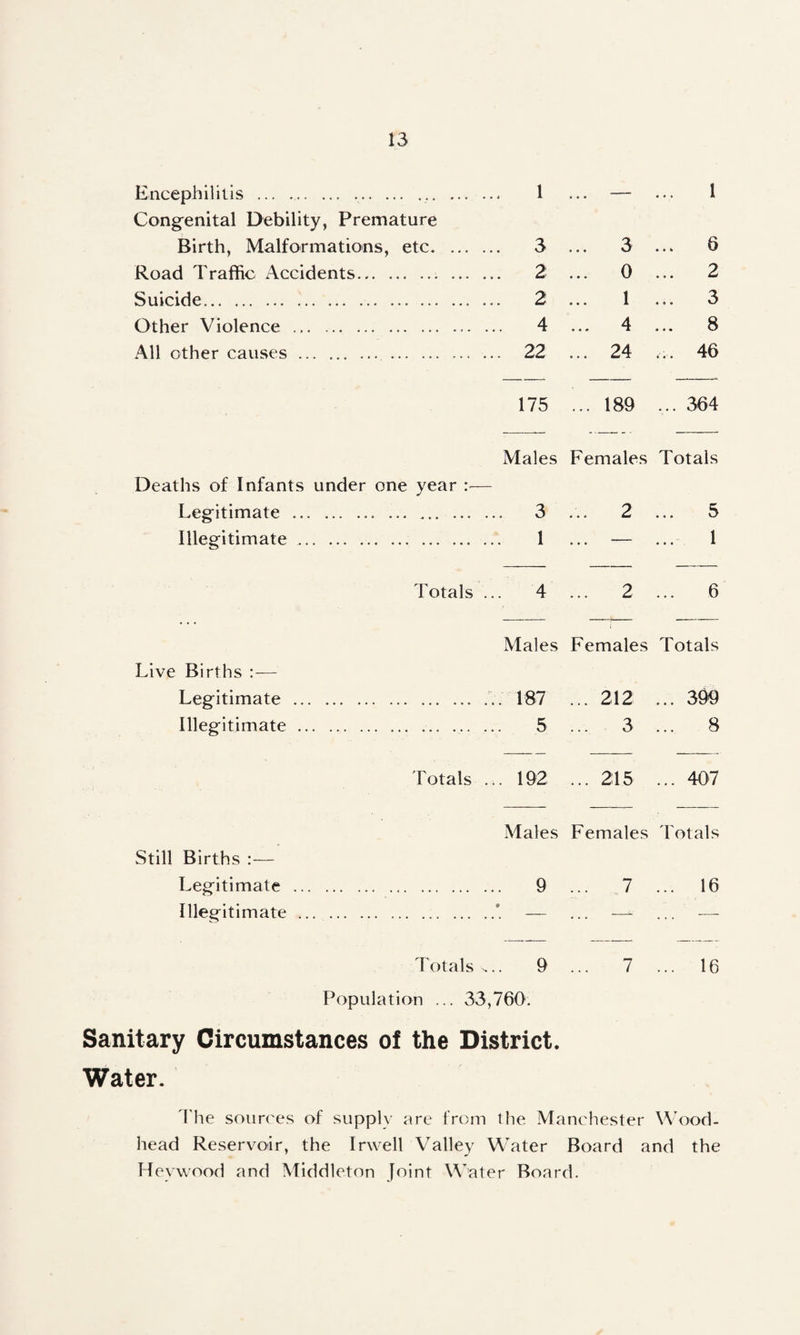 13
Encephilitis ... ... ... ... ... ... ... ... 1 ... — ... 1
Congenital Debility, Premature
Birth, Malformations, etc. ... ... 3 ... 3 ... 6
Road Traffic Accidents... ... ... ... ... 2 ... 0 ... 2
Suicide... ... ... ... ... ... ... ... ... ... 2 ... 1 ... 3
Other Violence ... ... ... ... ... ... ... 4 ... 4 ... 8
All other causes ... ... ... ... ... ... ... 22 ... 24 ... 46
175 ... 189 ... 364
Males Females Totals
Deaths of Infants under one year :—
Legitimate ... ... ... ... ... ... ... 3 ... 2 ... 5
Illegitimate ... ... ... ... ... ... ... 1 ... — ... 1
Totals ... 4 ... 2 ... 6
...
Males Females Totals
Live Births :—
Legitimate ... ... ... ... ... ... ... 187 ... 212 ... 399
Illegitimate ... ... ... ... ... ... ... 5 ... 3 ... 8
Totals ... 192 ... 215 ... 407
Males Females Totals
Still Births :—
Legitimate ... ... ... ... ... ... ... 9 ... 7 ... 16
Illegitimate ... ... ... ... ... ... ... — ... — ... —
Totals ... 9 ... 7 ... 16
Population ... 33,760.
Sanitary Circumstances of the District.
Water.
The sources of supply are from the Manchester Wood-
head Reservoir, the Irwell Valley Water Board and the
Heywood and Middleton Joint Water Board.